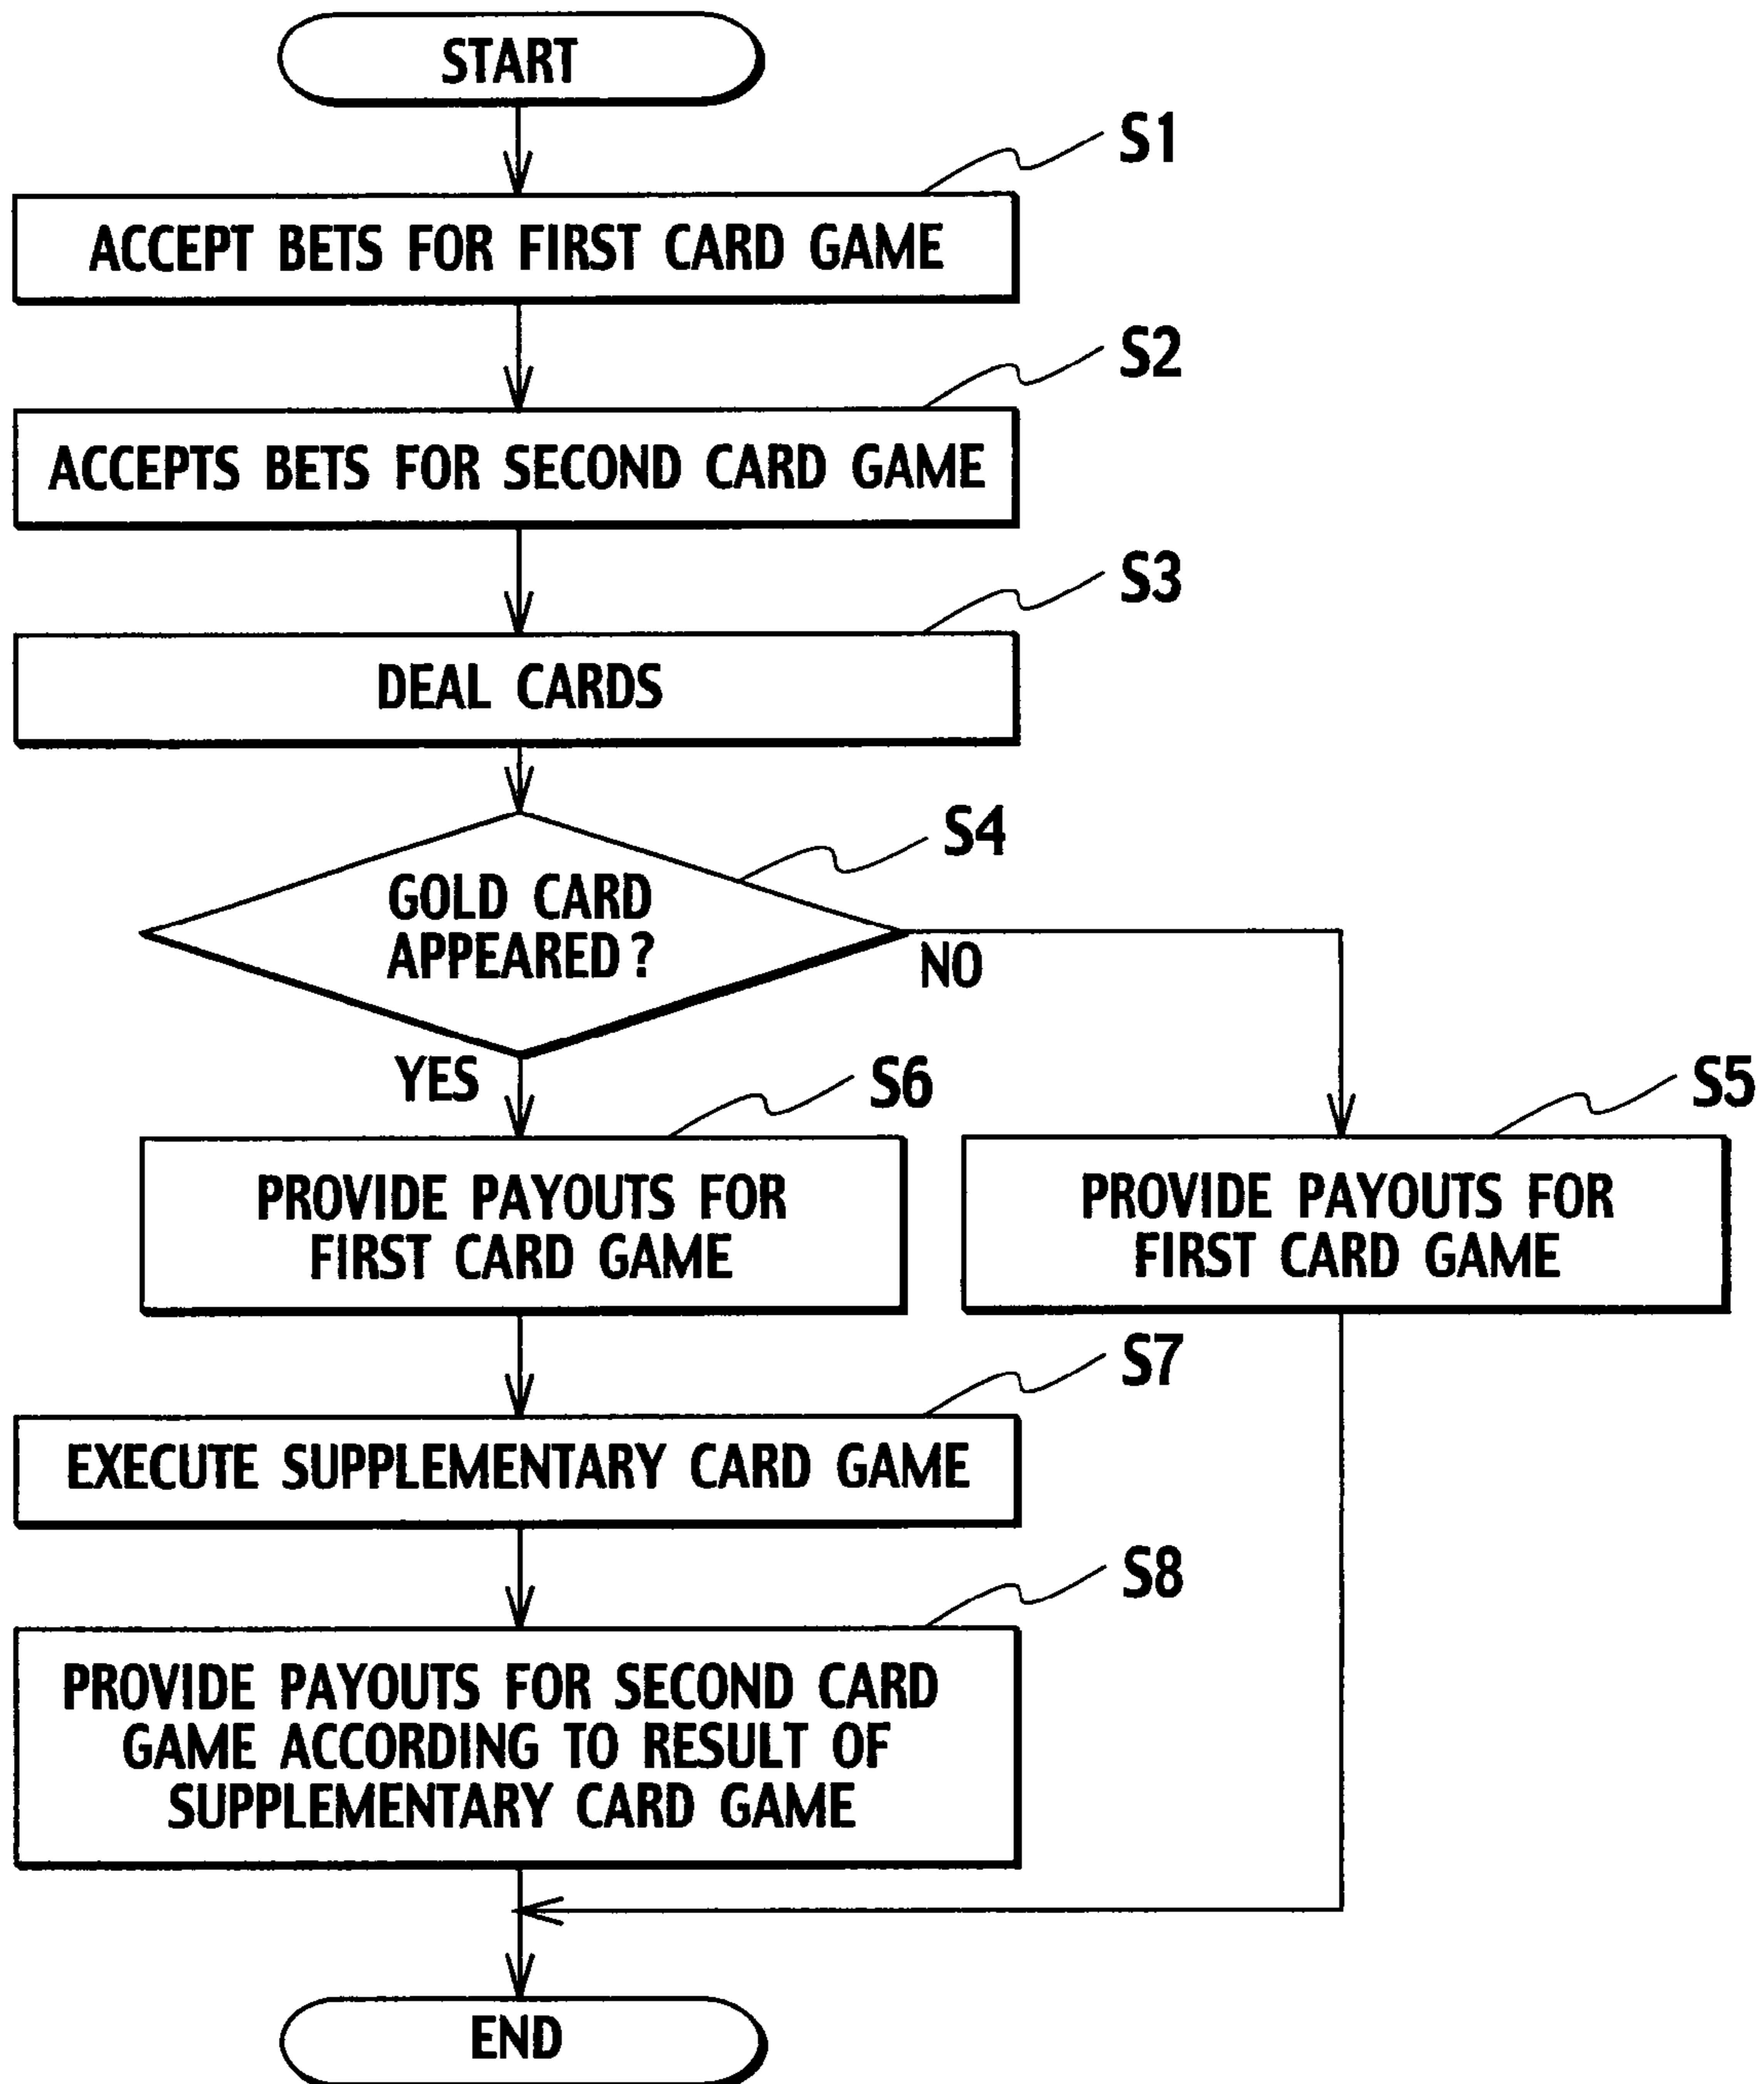 START
S1
ACCEPT BETS FOR FIRST CARD GAME
S2
ACCEPTS BETS FOR SECOND CARD GAME
S3
DEAL CARDS
S4
GOLD CARD
APPEARED?
NO
YES
S6
PROVIDE PAYOUTS FOR
FIRST CARD GAME
S5
PROVIDE PAYOUTS FOR
FIRST CARD GAME
S7
EXECUTE SUPPLEMENTARY CARD GAME
S8
PROVIDE PAYOUTS FOR SECOND CARD
GAME ACCORDING TO RESULT OF
SUPPLEMENTARY CARD GAME
END